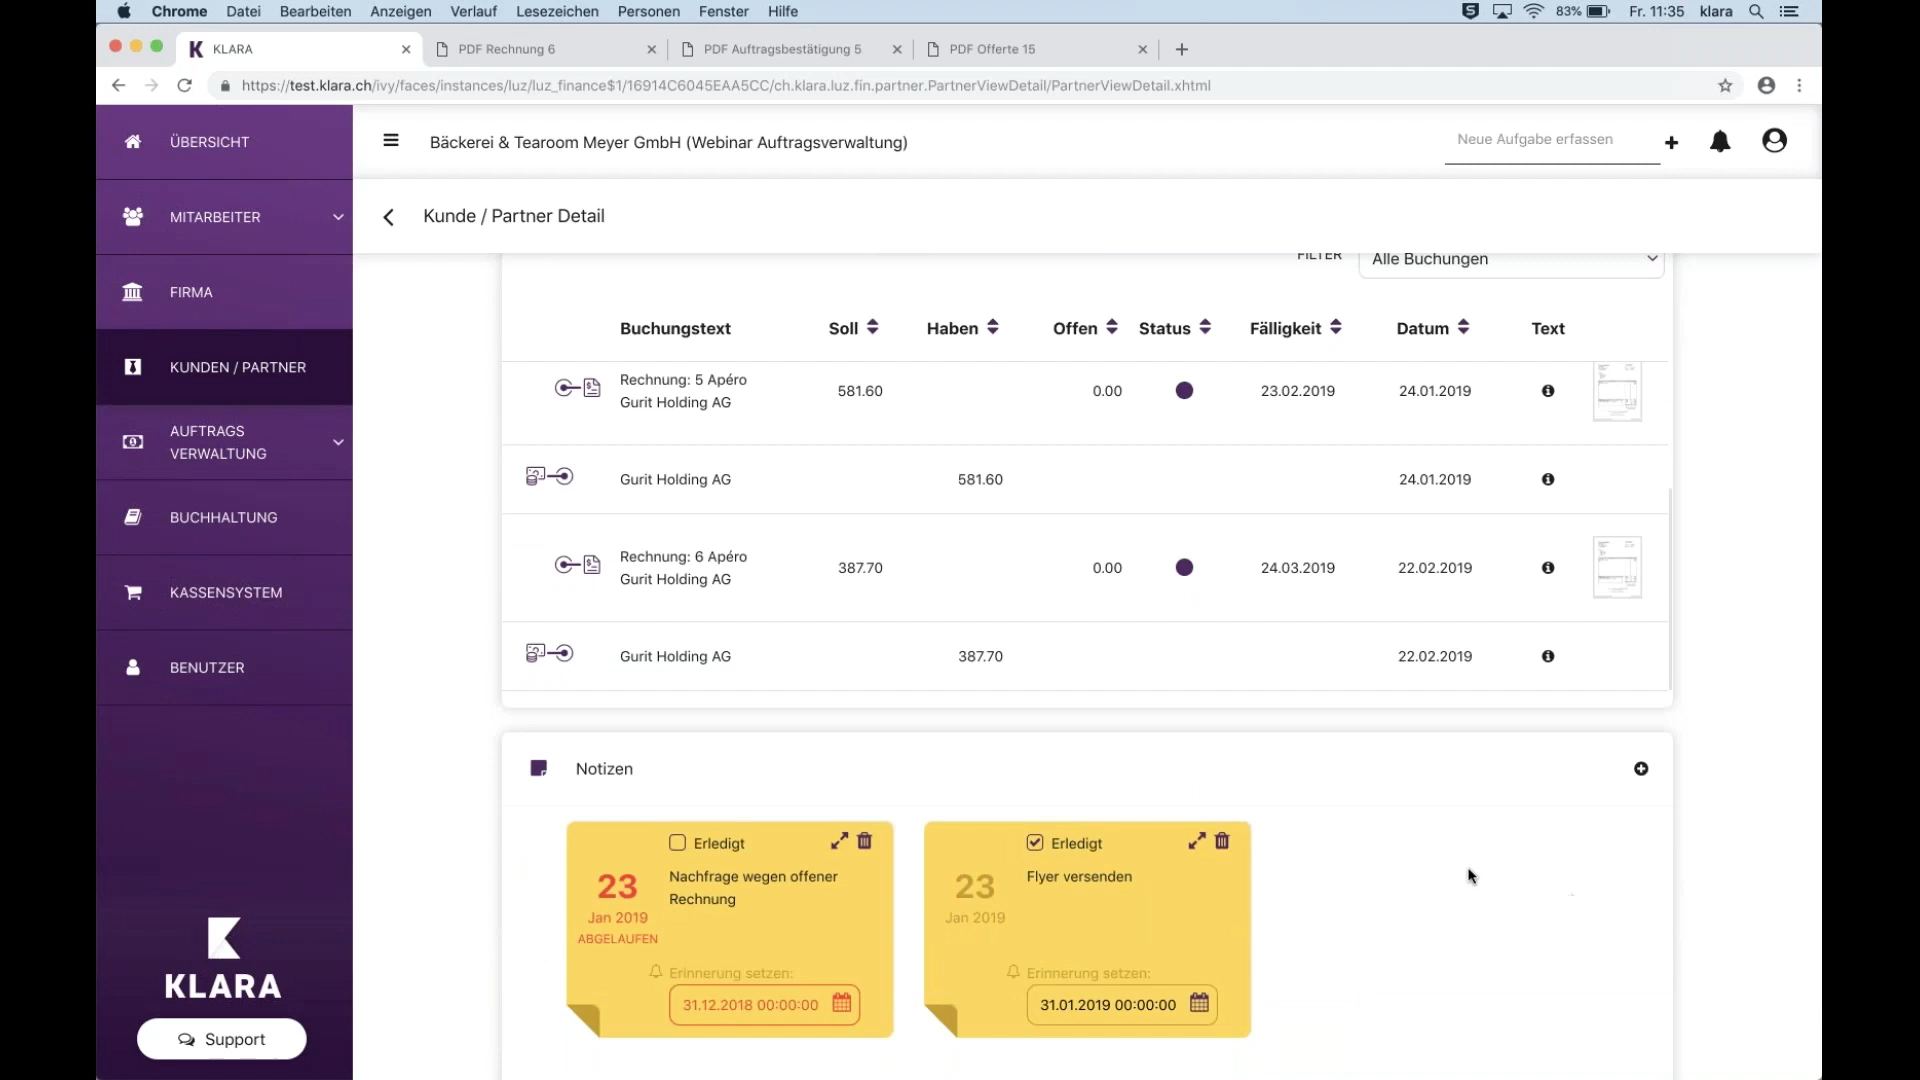 Chrome Datei Bearbeiten Anzeigen Verlauf Lesezeichen Personen Fenster Hilfe 83% Fr. 11:35 klara
KLARA PDF Rechnung 6 PDF Auftragsbestätigung 5 PDF Offerte 15
https://test.klara.ch/ivy/faces/instances/luz/luz_finance$1/16914C6045EAA5CC/ch.klara.luz.fin.partner.PartnerViewDetail/PartnerViewDetail.xhtml
ÜBERSICHT
MITARBEITER
FIRMA
KUNDEN / PARTNER
AUFTRAGS
VERWALTUNG
BUCHHALTUNG
KASSENSYSTEM
BENUTZER
KLARA
Support
Bäckerei & Tearoom Meyer GmbH (Webinar Auftragsverwaltung)
Neue Aufgabe erfassen
Kunde / Partner Detail
FILTER Alle Buchungen
Buchungstext Soll Haben Offen Status Fälligkeit Datum Text
Rechnung: 5 Apéro
Gurit Holding AG
581.60 0.00 23.02.2019 24.01.2019
Gurit Holding AG 581.60 24.01.2019
Rechnung: 6 Apéro
Gurit Holding AG
387.70 0.00 24.03.2019 22.02.2019
Gurit Holding AG 387.70 22.02.2019
Notizen
Erledigt
23
Jan 2019
ABGELAUFEN
Nachfrage wegen offener
Rechnung
Erinnerung setzen:
31.12.2018 00:00:00
Erledigt
23
Jan 2019
Flyer versenden
Erinnerung setzen:
31.01.2019 00:00:00